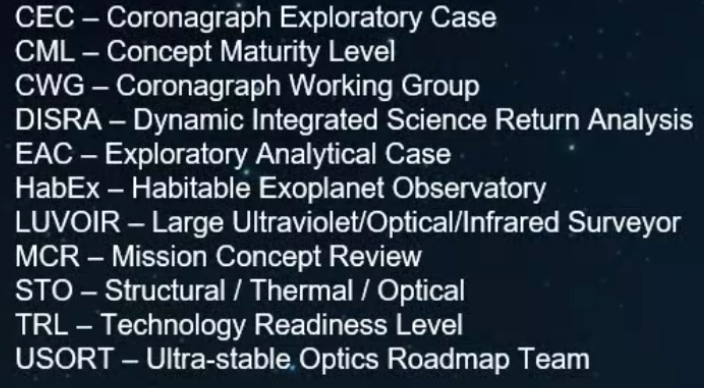 CEC – Coronagraph Exploratory Case
CML – Concept Maturity Level
CWG – Coronagraph Working Group
DISRA – Dynamic Integrated Science Return Analysis
EAC – Exploratory Analytical Case
HabEx – Habitable Exoplanet Observatory
LUVOIR – Large Ultraviolet/Optical/Infrared Surveyor
MCR – Mission Concept Review
STO – Structural / Thermal / Optical
TRL – Technology Readiness Level
USORT – Ultra-stable Optics Roadmap Team